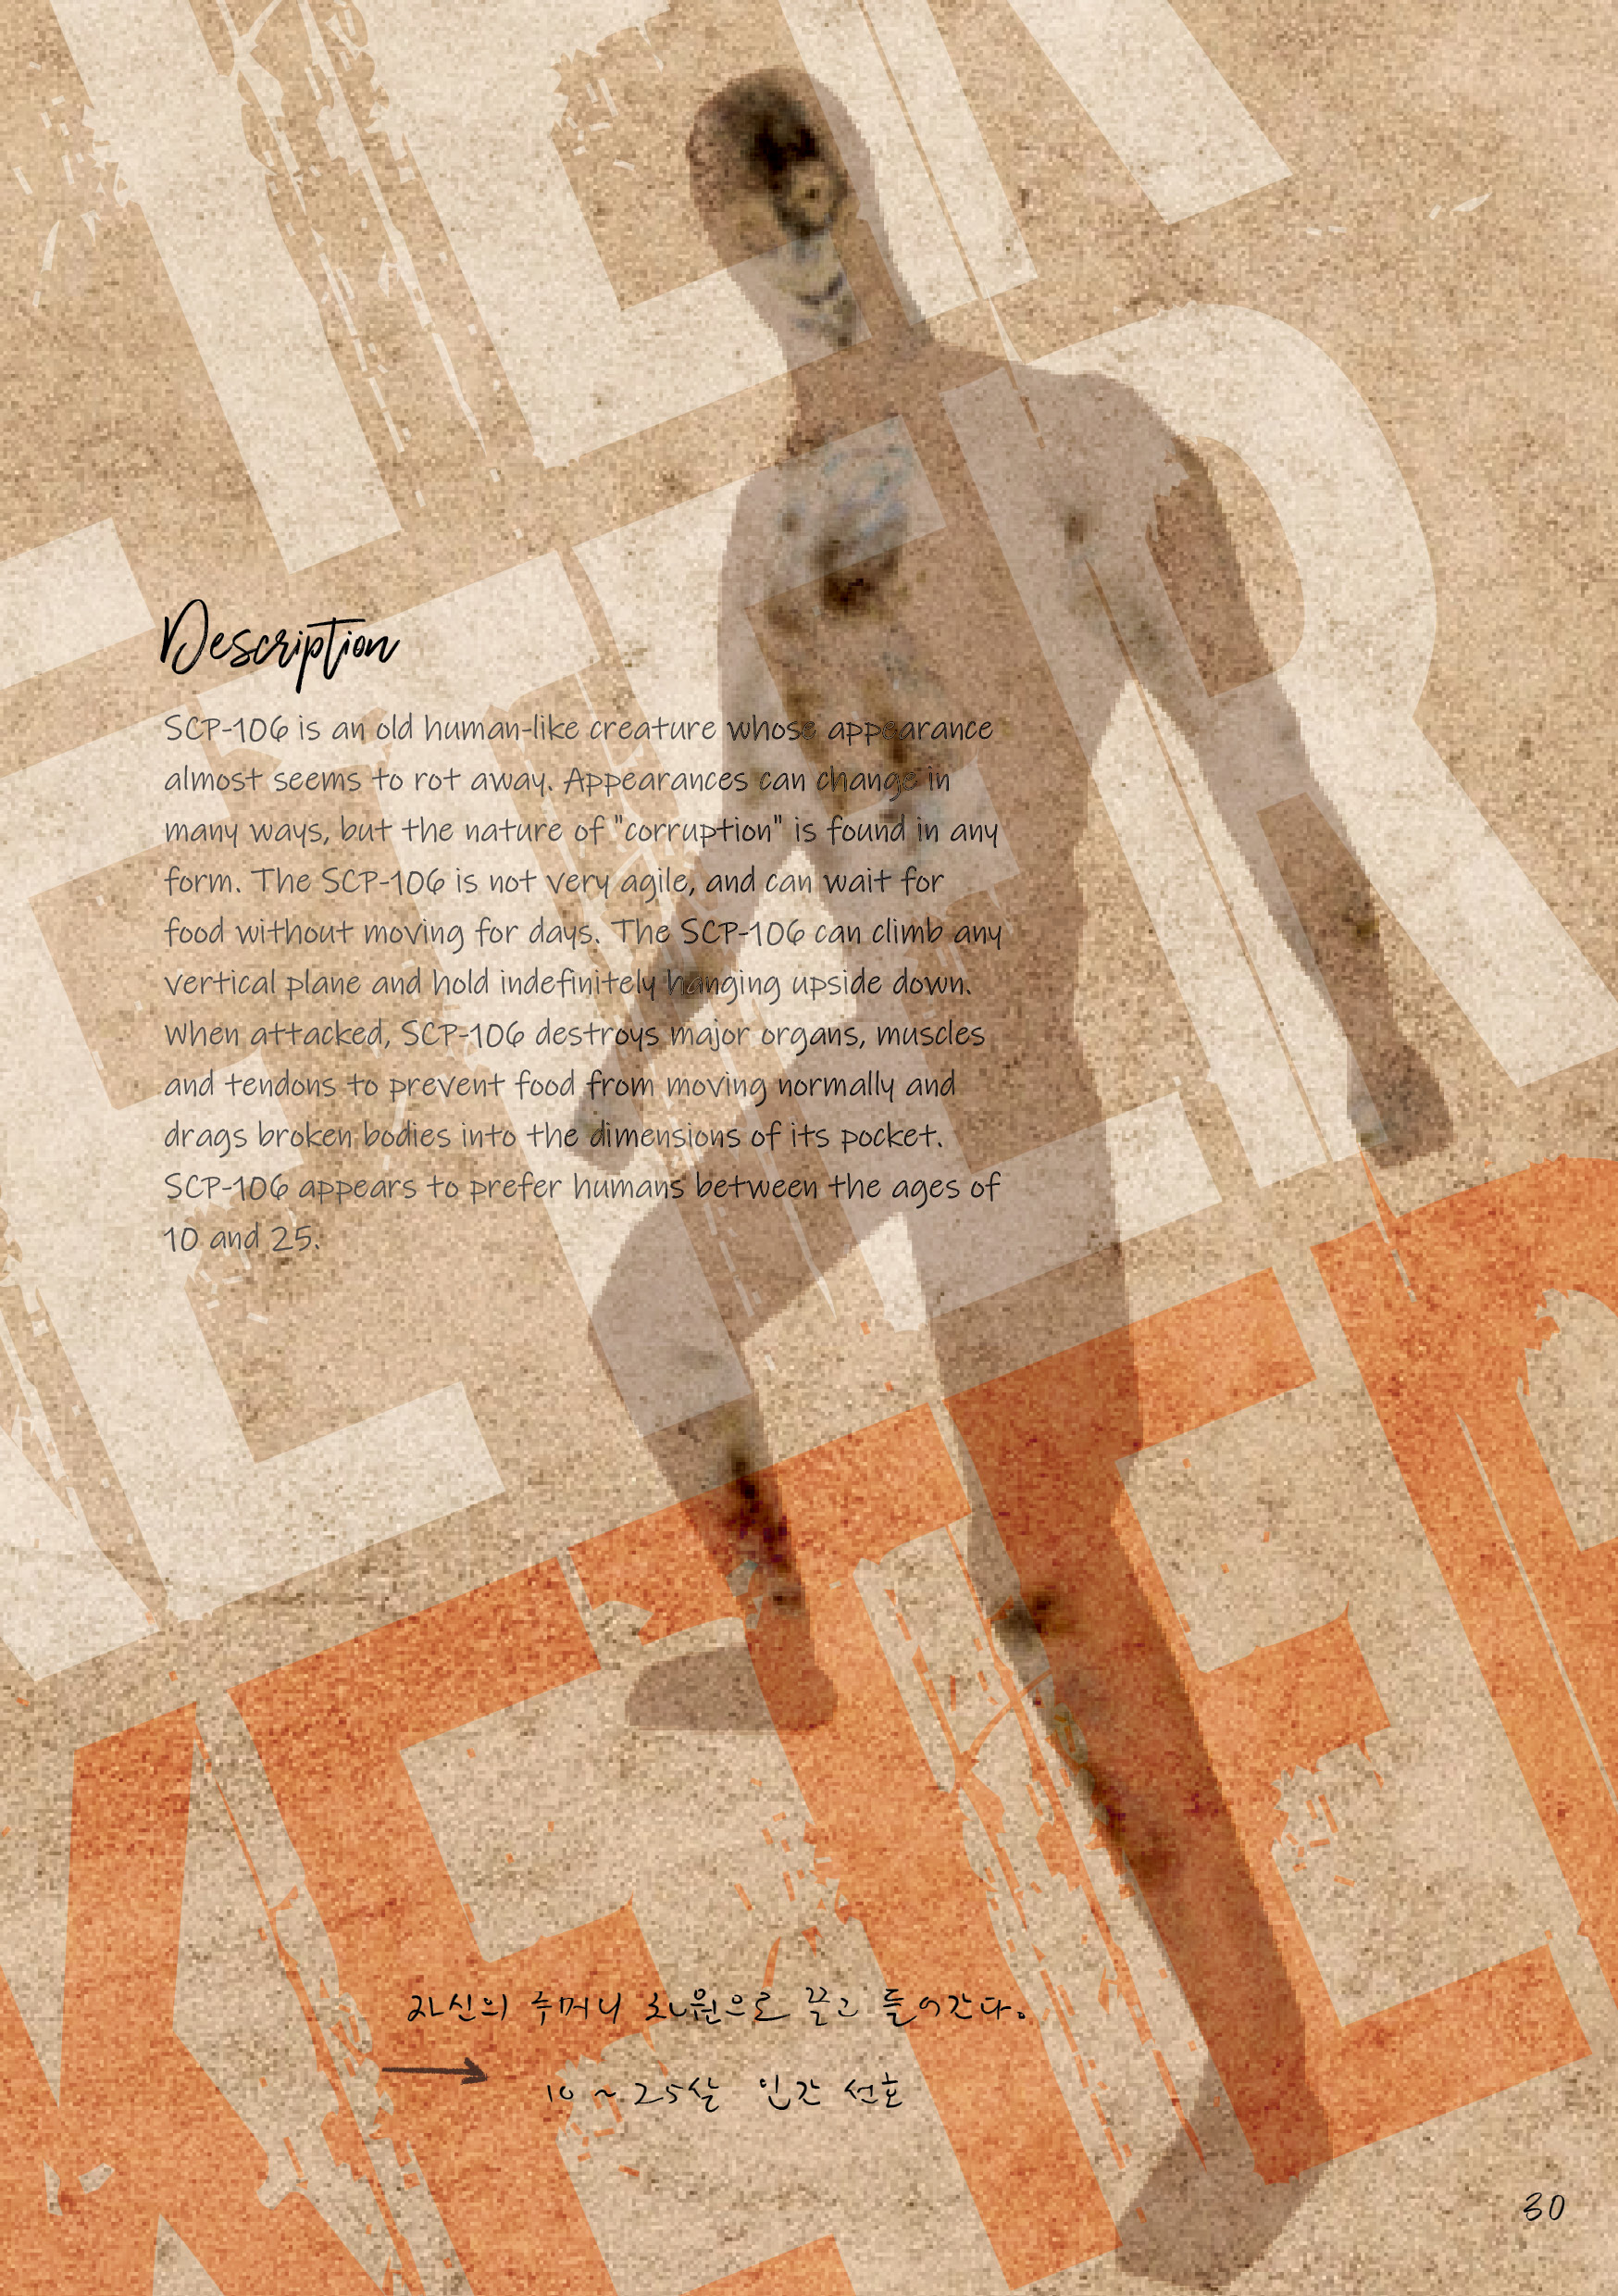 Description
SCP-106 is an old human-like creature whose appearance
almost seems to rot away. Appearances can change in
many ways, but the nature of "corruption" is found in any
form. The SCP-106 is not very agile, and can wait for
food without moving for days. The SCP-106 can climb any
vertical plane and hold indefinitely hanging upside down.
When attacked, SCP-106 destroys major organs, muscles
and tendons to prevent food from moving normally and
drags broken bodies into the dimensions of its pocket.
SCP-106 appears to prefer humans between the ages of
10 and 25.
자신의 주머니 차원으로 끌고 들어간다.
10 ~ 25살 인간 선호
30